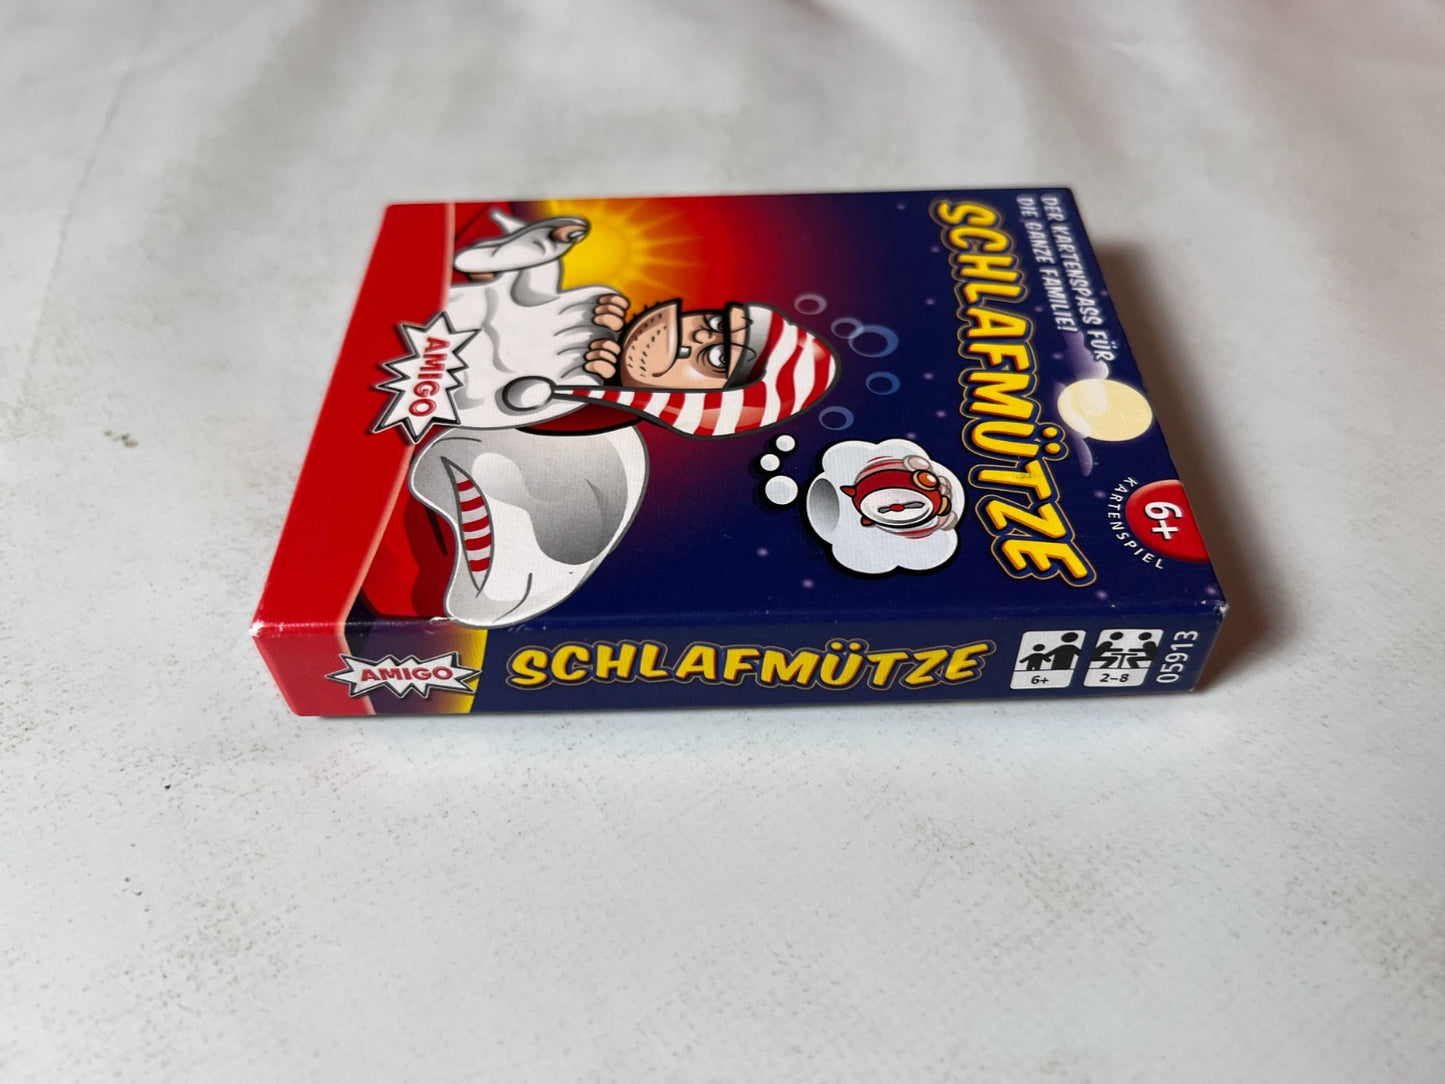 DER KARTENSPASS FÜR
DIE GANZE FAMILIE!
SCHLAFMÜTZE
6+
KARTENSPIEL
AMIGO
AMIGO
SCHLAFMÜTZE
6+
2–8
05913